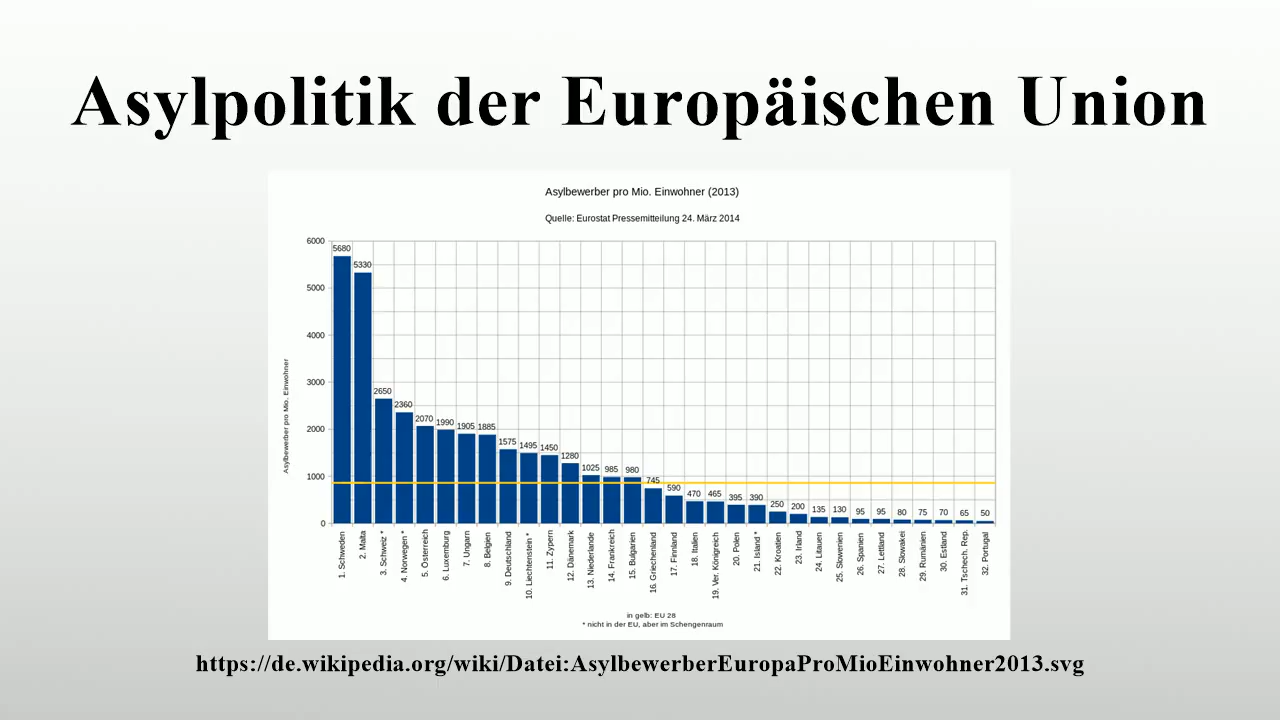 Asylpolitik der Europäischen Union
Asylbewerber pro Mio. Einwohner (2013)
Quelle: Eurostat Pressemitteilung 24. März 2014
Asylbewerber pro Mio. Einwohner
6000
5000
4000
3000
2000
1000
0
5680
5330
2650
2360
2070
1990
1905
1885
1575
1495
1450
1280
1025
985
980
745
590
470
465
395
390
250
200
135
130
95
95
80
75
70
65
50
1. Schweden
2. Malta
3. Schweiz *
4. Norwegen *
5. Österreich
6. Luxemburg
7. Ungarn
8. Belgien
9. Deutschland
10. Liechtenstein *
11. Zypern
12. Dänemark
13. Niederlande
14. Frankreich
15. Bulgarien
16. Griechenland
17. Finnland
18. Italien
19. Ver. Königreich
20. Polen
21. Island *
22. Kroatien
23. Irland
24. Litauen
25. Slowenien
26. Spanien
27. Lettland
28. Slowakei
29. Rumänien
30. Estland
31. Tschech. Rep.
32. Portugal
in gelb: EU 28
* nicht in der EU, aber im Schengenraum
https://de.wikipedia.org/wiki/Datei:AsylbewerberEuropaProMioEinwohner2013.svg